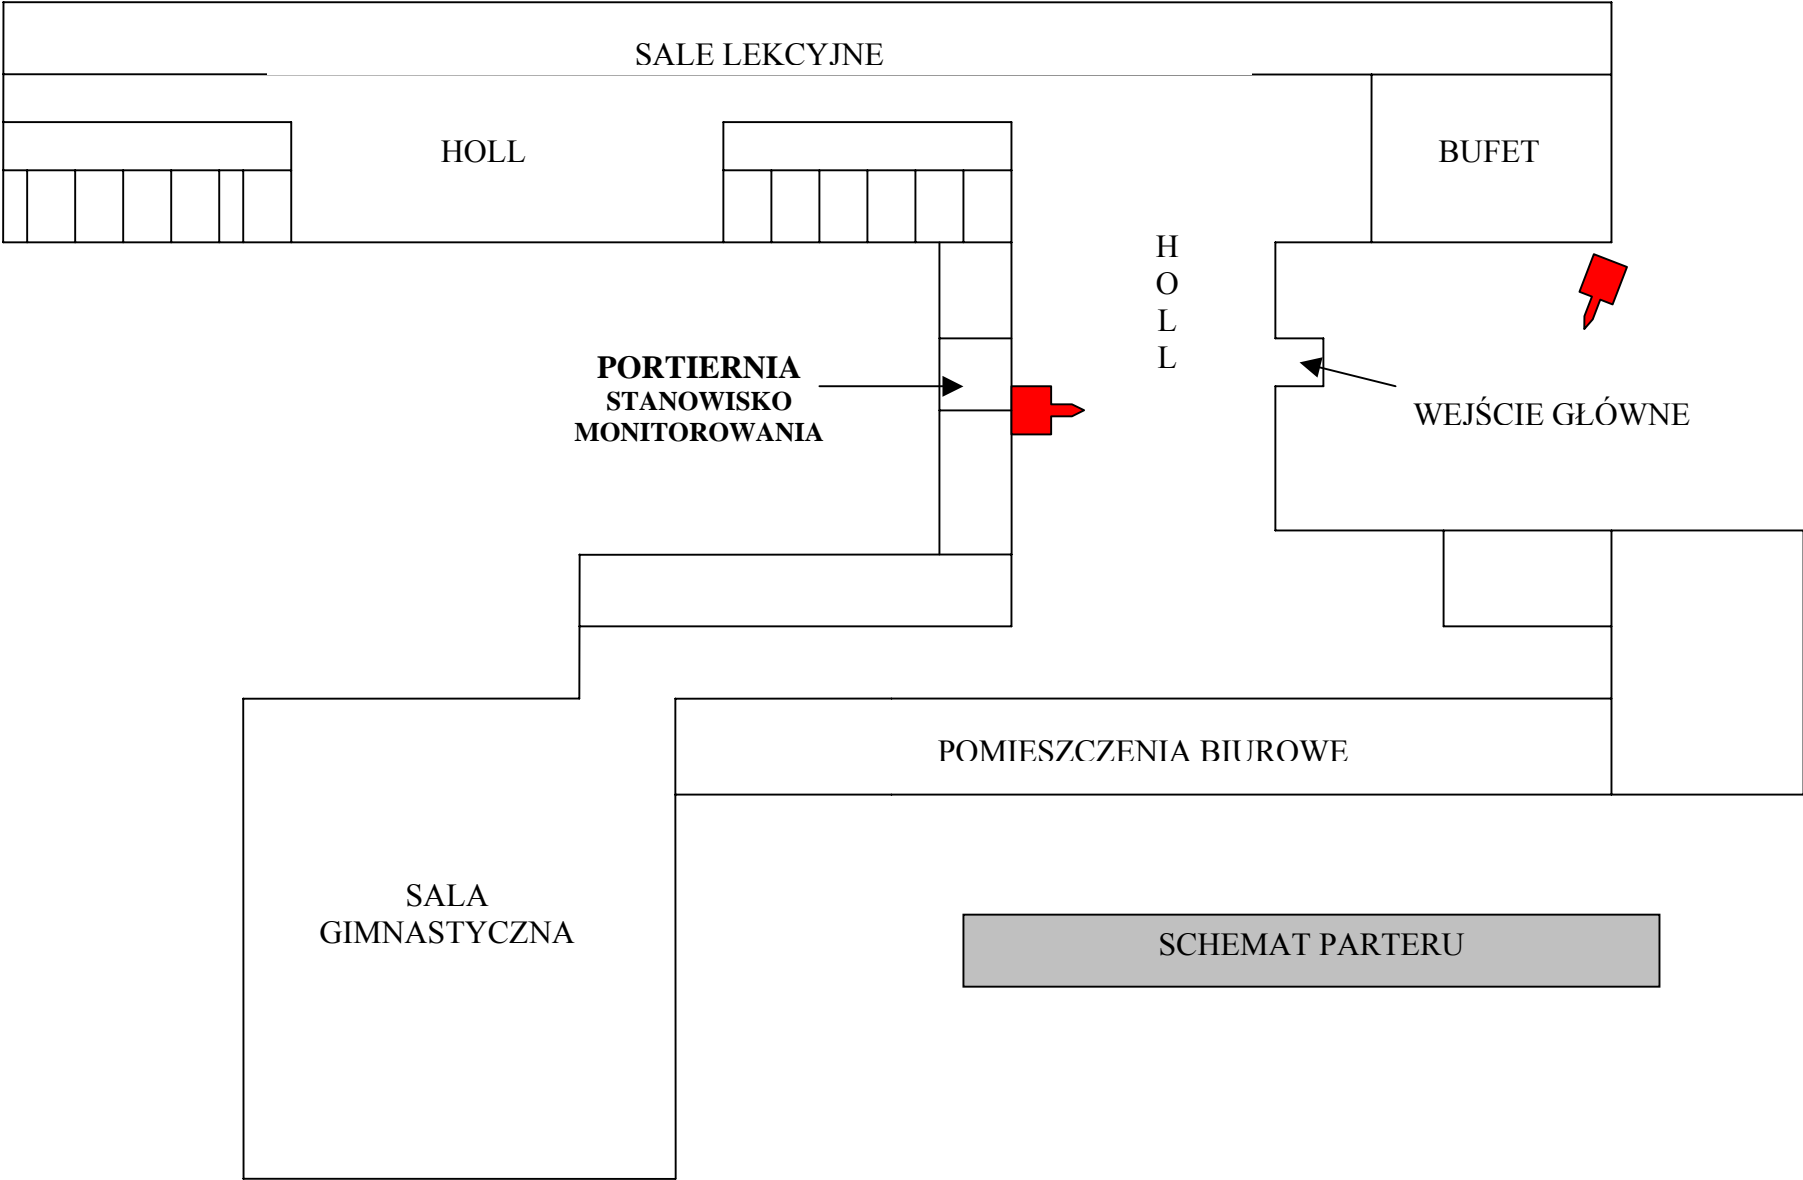 SALE LEKCYJNE
HOLL
BUFET
H
O
L
L
PORTIERNIA
STANOWISKO
MONITOROWANIA
WEJŚCIE GŁÓWNE
POMIESZCZENIA BIUROWE
SALA
GIMNASTYCZNA
SCHEMAT PARTERU